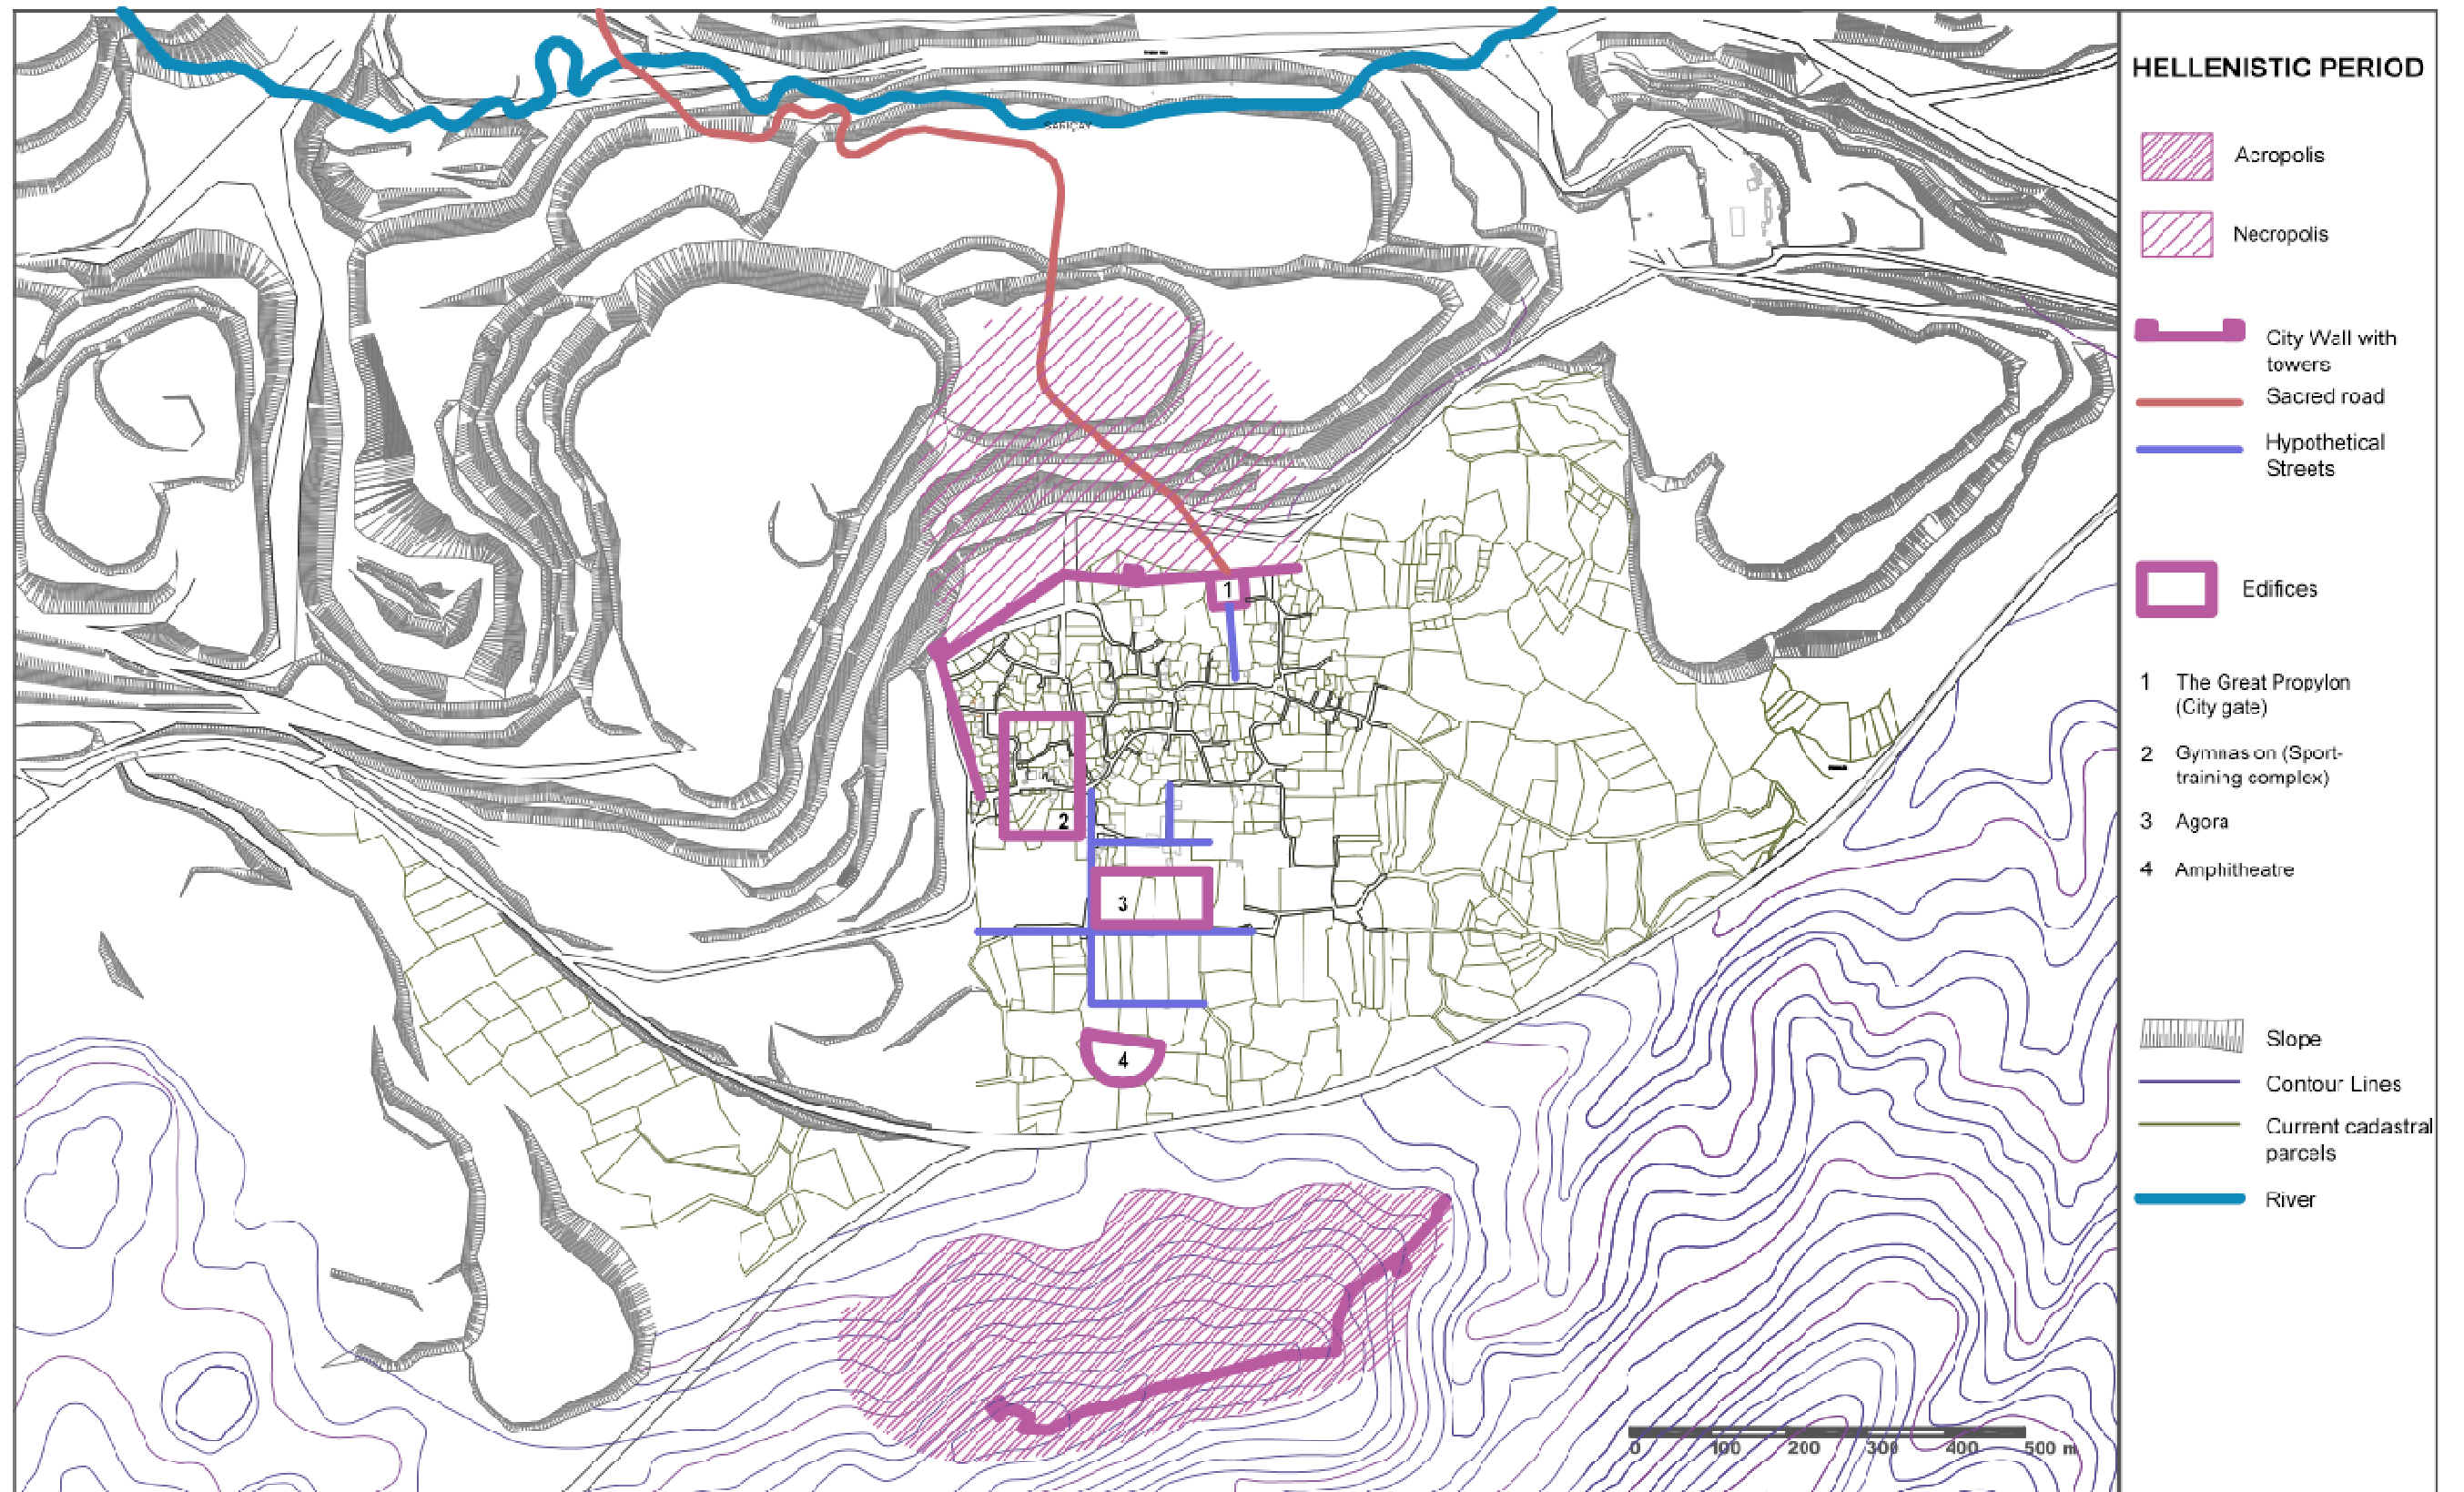 HELLENISTIC PERIOD
Acropolis
Necropolis
City Wall with
towers
Sacred road
Hypothetical
Streets
Edifices
1 The Great Propylon
(City gate)
2 Gymnasion (Sport-
training complex)
3 Agora
4 Amphitheatre
Slope
Contour Lines
Current cadastral
parcels
River
1
2
3
4
0 100 200 300 400 500 m